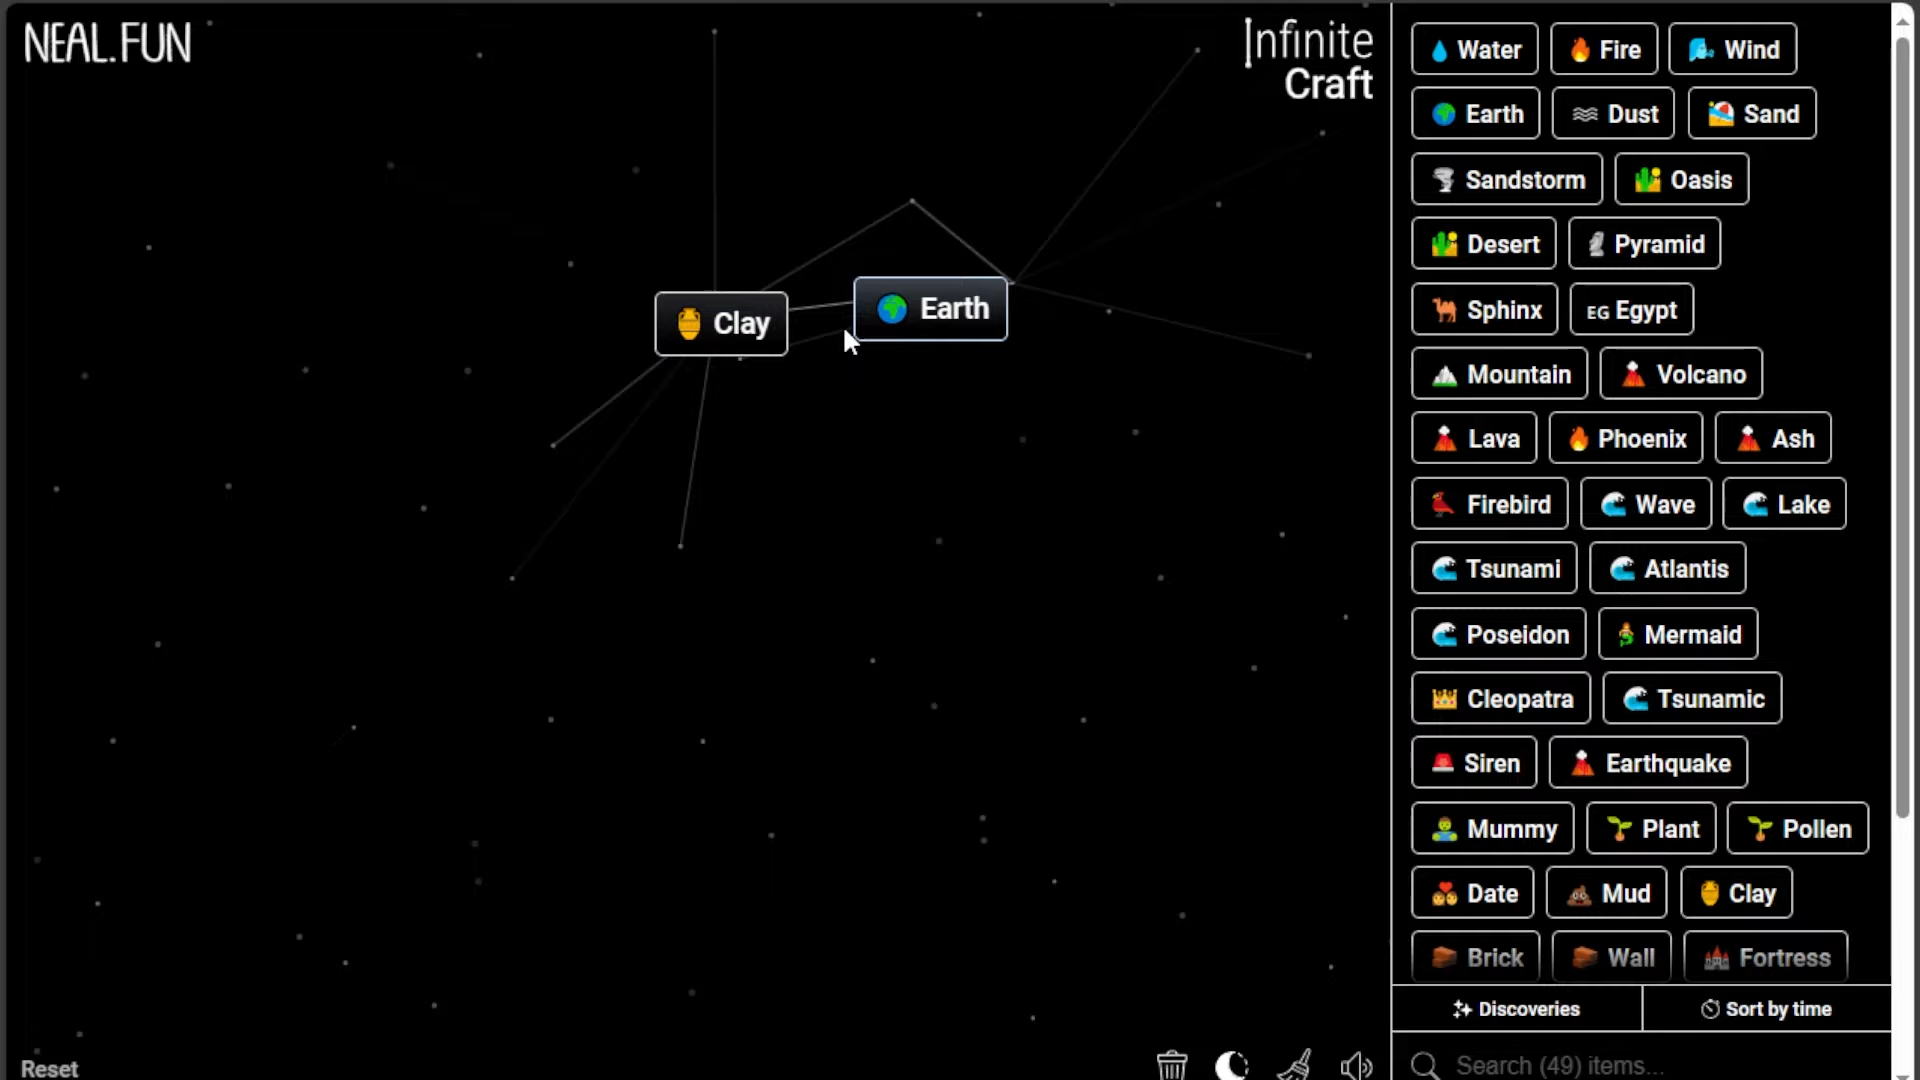 NEAL.FUN
Infinite
Craft
Clay
Earth
Reset
Water Fire Wind
Earth Dust Sand
Sandstorm Oasis
Desert Pyramid
Sphinx EG Egypt
Mountain Volcano
Lava Phoenix Ash
Firebird Wave Lake
Tsunami Atlantis
Poseidon Mermaid
Cleopatra Tsunamic
Siren Earthquake
Mummy Plant Pollen
Date Mud Clay
Brick Wall Fortress
Discoveries Sort by time
Search (49) items...